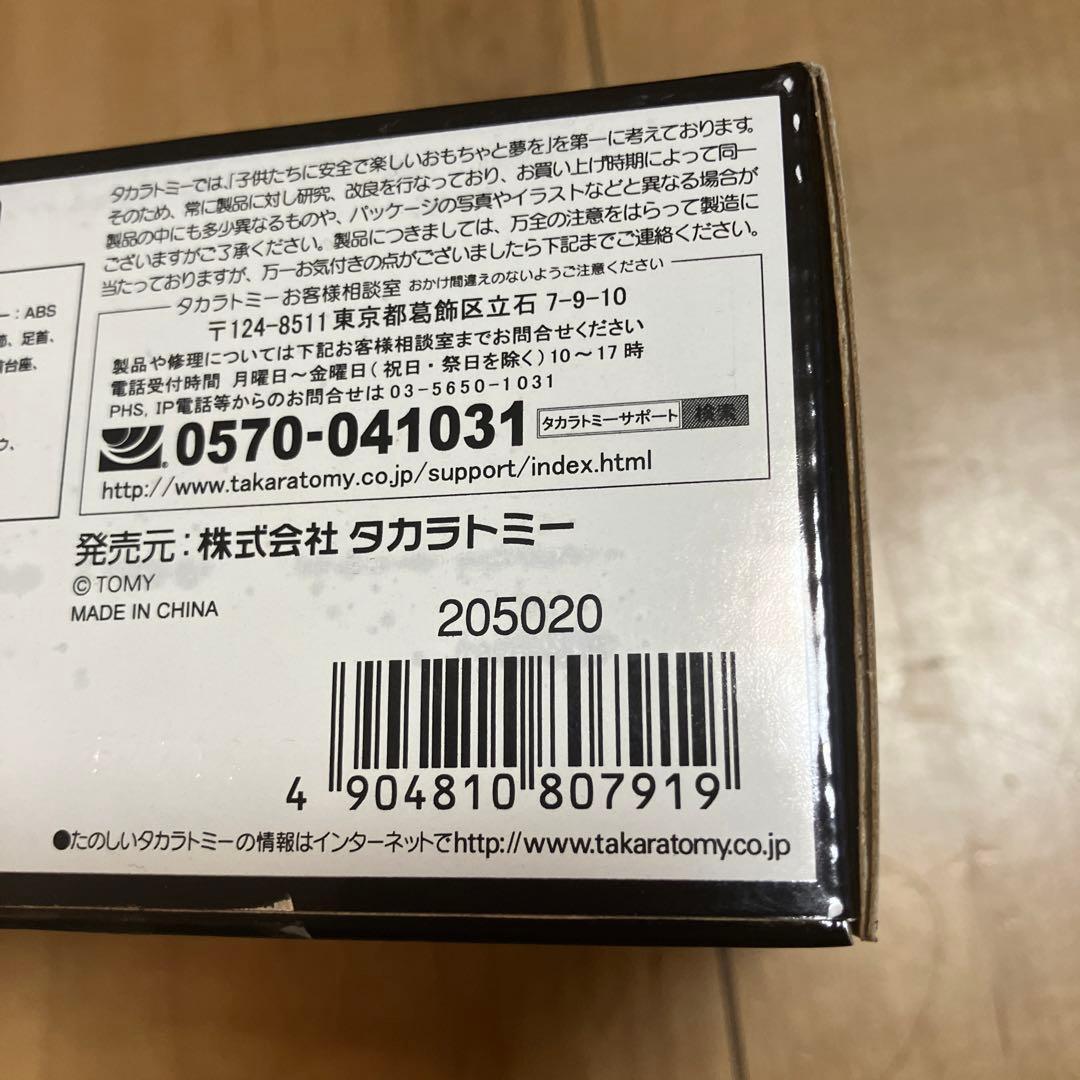 タカラトミーでは、「子供たちに安全で楽しいおもちゃと夢を」を第一に考えております。
そのため、常に製品に対し研究、改良を行なっており、お買い上げ時期によって同一
製品の中にも多少異なるものや、パッケージの写真やイラストなどと異なる場合が
ございますがご了承ください。製品につきましては、万全の注意をはらって製造に
当たっておりますが、万一お気付きの点がございましたら下記までご連絡ください。
タカラトミーお客様相談室 おかけ間違えのないようご注意ください
〒124-8511 東京都葛飾区立石 7-9-10
製品や修理については下記お客様相談室までお問合せください
電話受付時間 月曜日〜金曜日(祝日・祭日を除く)10〜17時
PHS, IP電話等からのお問合せは03-5650-1031
0570-041031 タカラトミーサポート 検索
http://www.takaratomy.co.jp/support/index.html
ー:ABS
節、足首、
台座、
ウ、
発売元:株式会社 タカラトミー
© TOMY
MADE IN CHINA
205020
4 904810 807919
●たのしいタカラトミーの情報はインターネットでhttp://www.takaratomy.co.jp